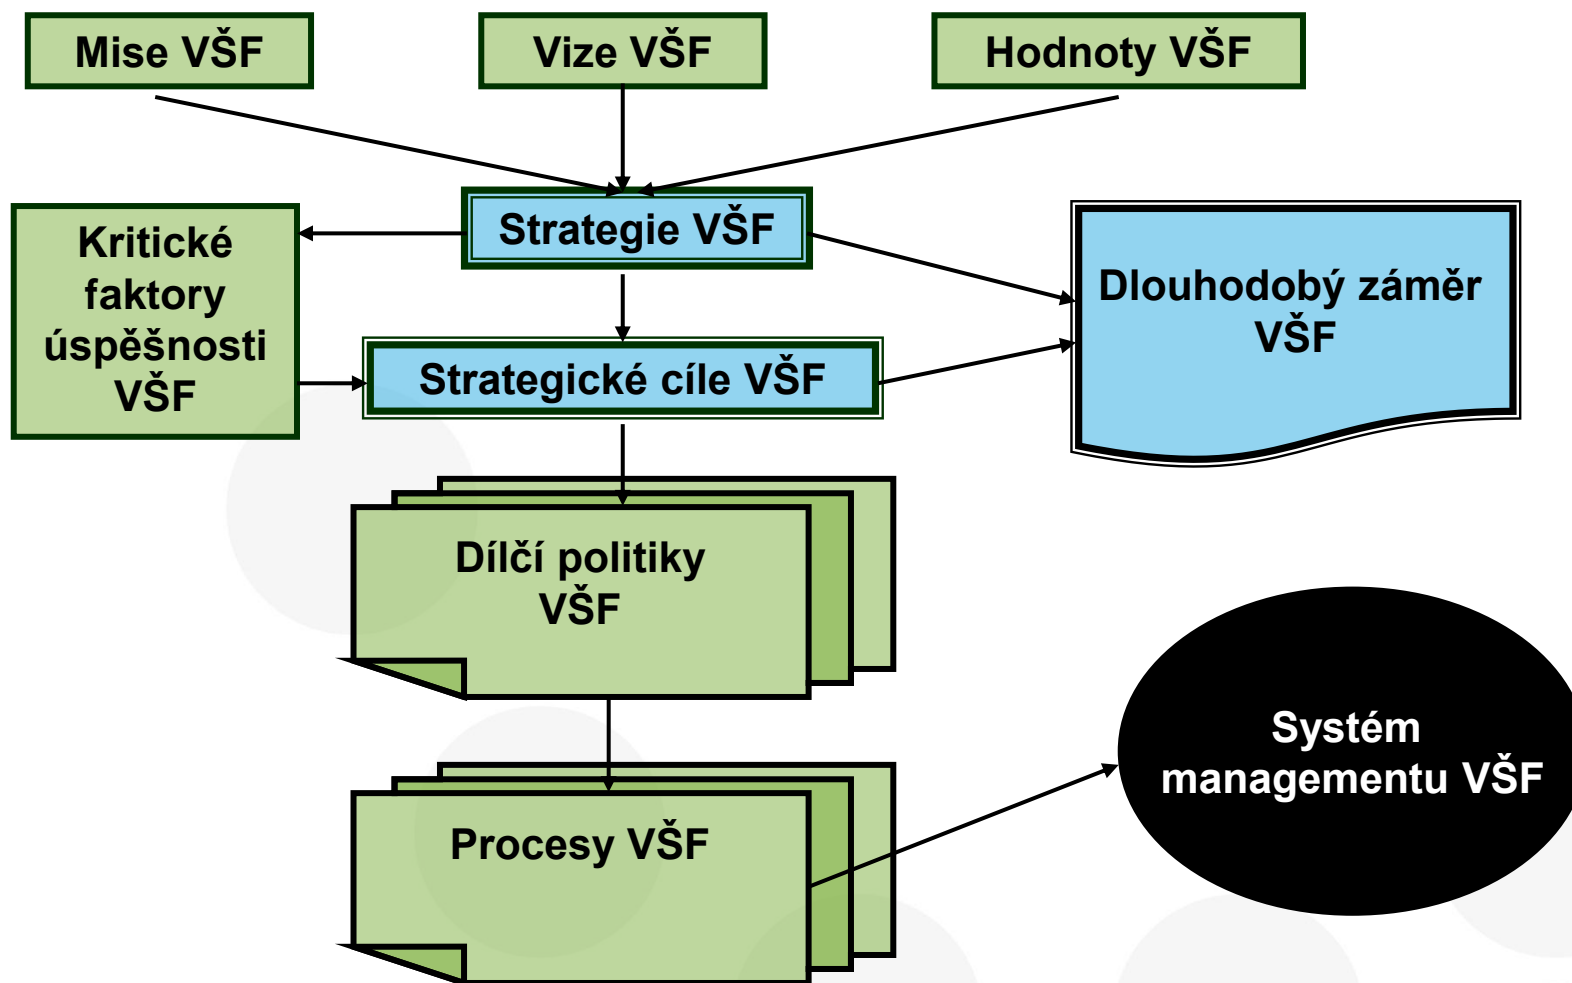 Mise VŠF
Vize VŠF
Hodnoty VŠF
Strategie VŠF
Kritické
faktory
úspěšnosti
VŠF
Dlouhodobý záměr
VŠF
Strategické cíle VŠF
Dílčí politiky
VŠF
Systém
managementu VŠF
Procesy VŠF